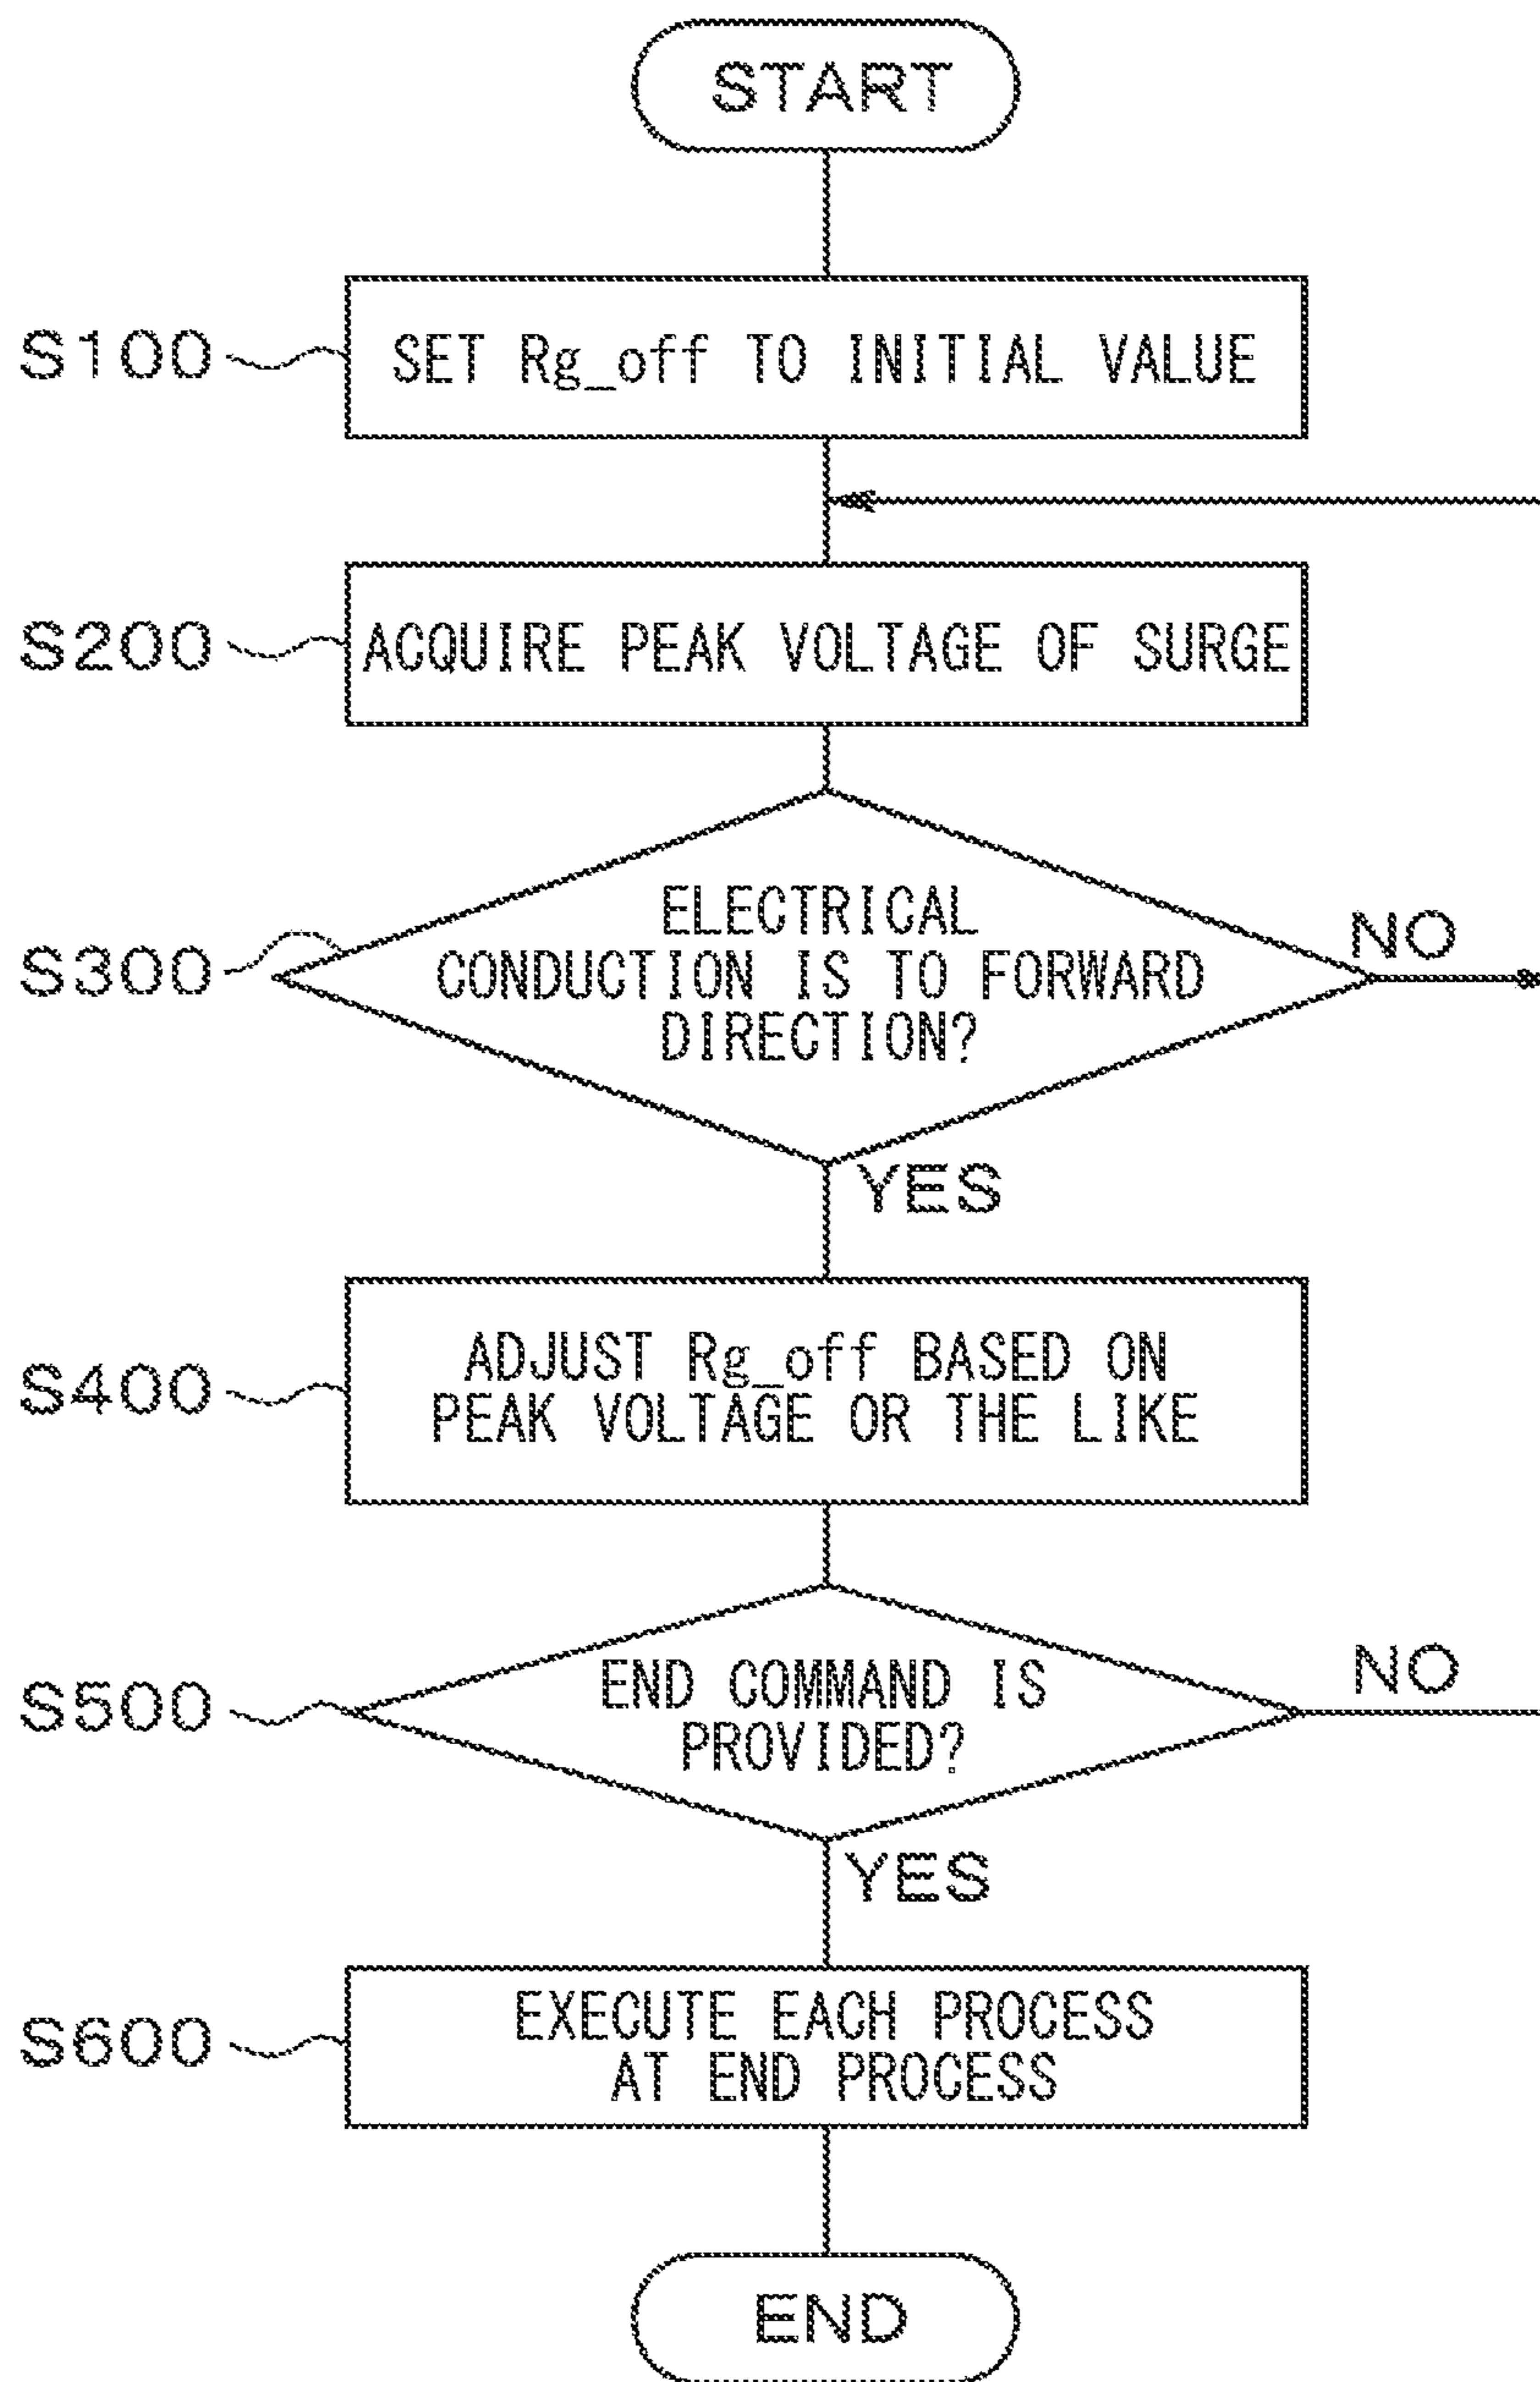 START
S100
SET Rg_off TO INITIAL VALUE
S200
ACQUIRE PEAK VOLTAGE OF SURGE
S300
ELECTRICAL
CONDUCTION IS TO FORWARD
DIRECTION?
NO
YES
S400
ADJUST Rg_off BASED ON
PEAK VOLTAGE OR THE LIKE
S500
END COMMAND IS
PROVIDED?
NO
YES
S600
EXECUTE EACH PROCESS
AT END PROCESS
END